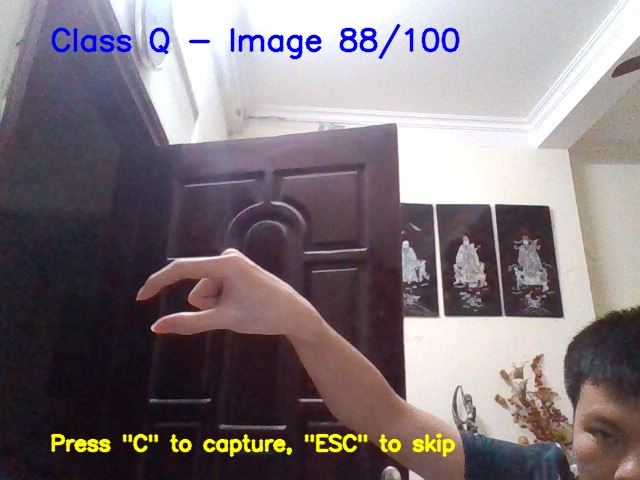 Class Q - Image 88/100
Press "C" to capture, "ESC" to skip